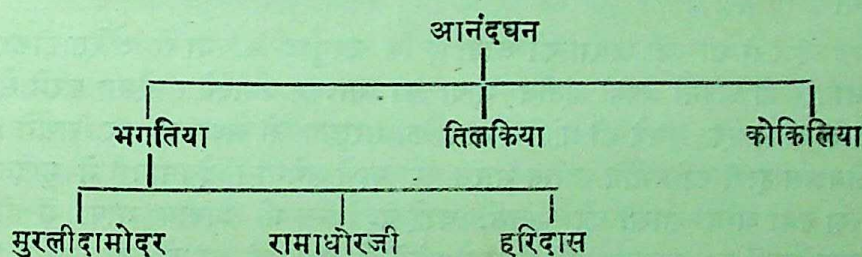 आनंदघन
भगतिया तिलकिया कोकिलिया
मुरलीदामोदर रामाधोरजी हरिदास